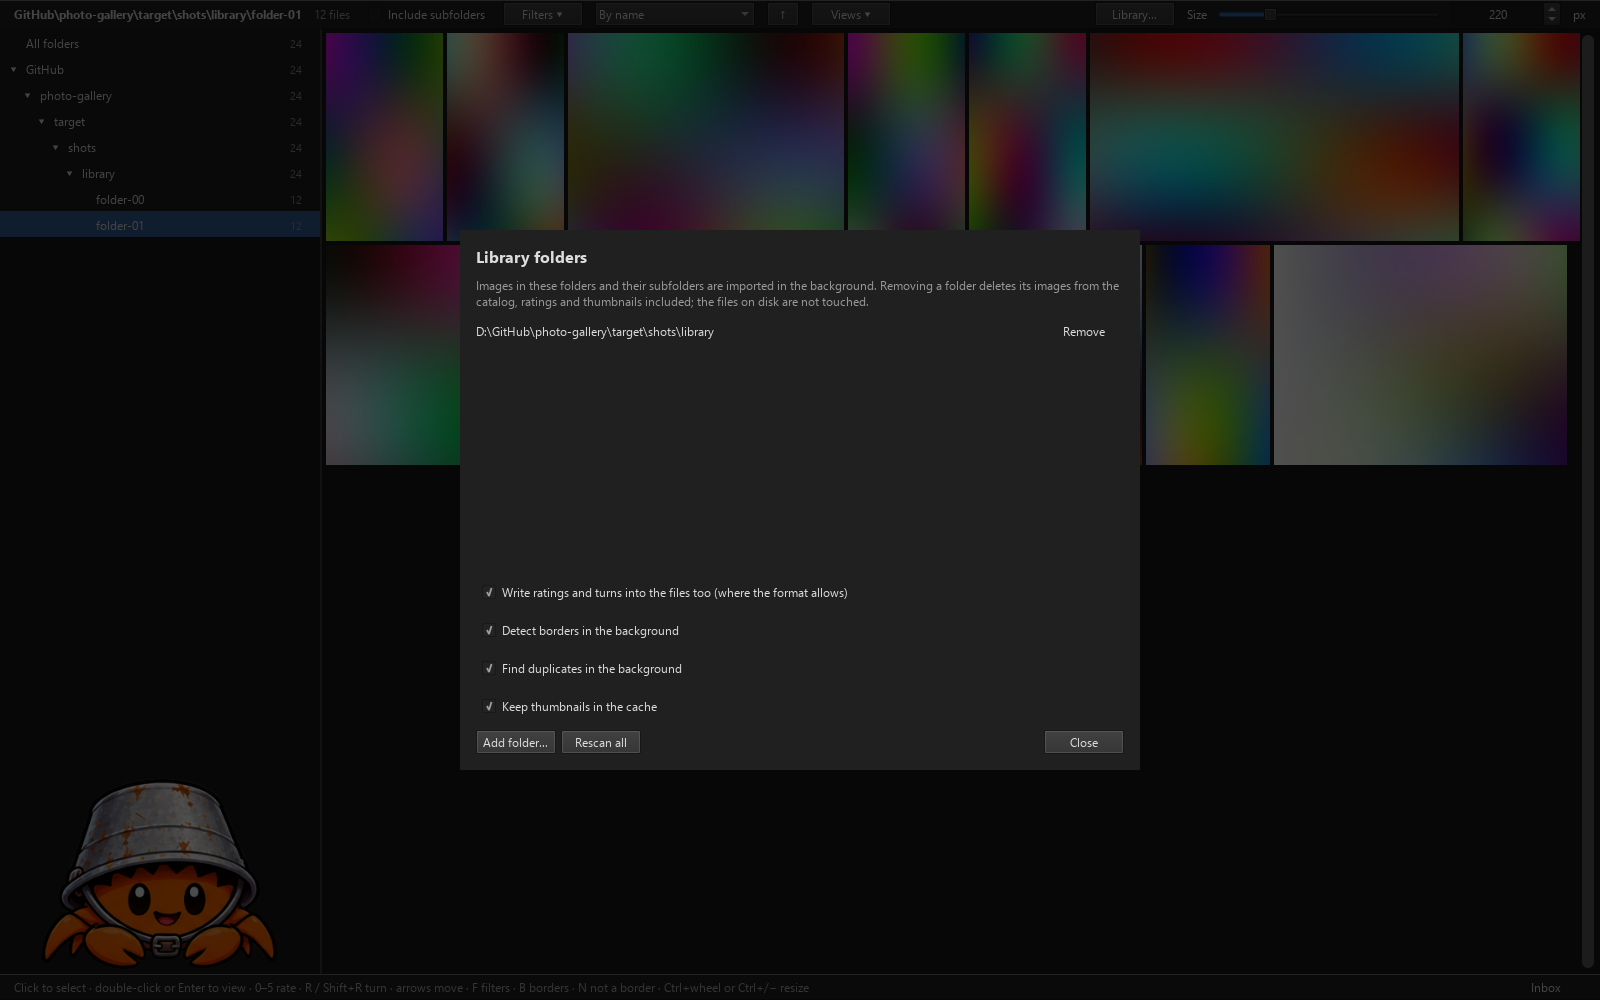 GitHub\photo-gallery\target\shots\library\folder-01 12 files Include subfolders Filters ▾ By name ↑ Views ▾ Library... Size 220 px
All folders 24
GitHub 24
photo-gallery 24
target 24
shots 24
library 24
folder-00 12
folder-01 12
Library folders
Images in these folders and their subfolders are imported in the background. Removing a folder deletes its images from the
catalog, ratings and thumbnails included; the files on disk are not touched.
D:\GitHub\photo-gallery\target\shots\library Remove
Write ratings and turns into the files too (where the format allows)
Detect borders in the background
Find duplicates in the background
Keep thumbnails in the cache
Add folder... Rescan all Close
Click to select · double-click or Enter to view · 0–5 rate · R / Shift+R turn · arrows move · F filters · B borders · N not a border · Ctrl+wheel or Ctrl+/− resize Inbox